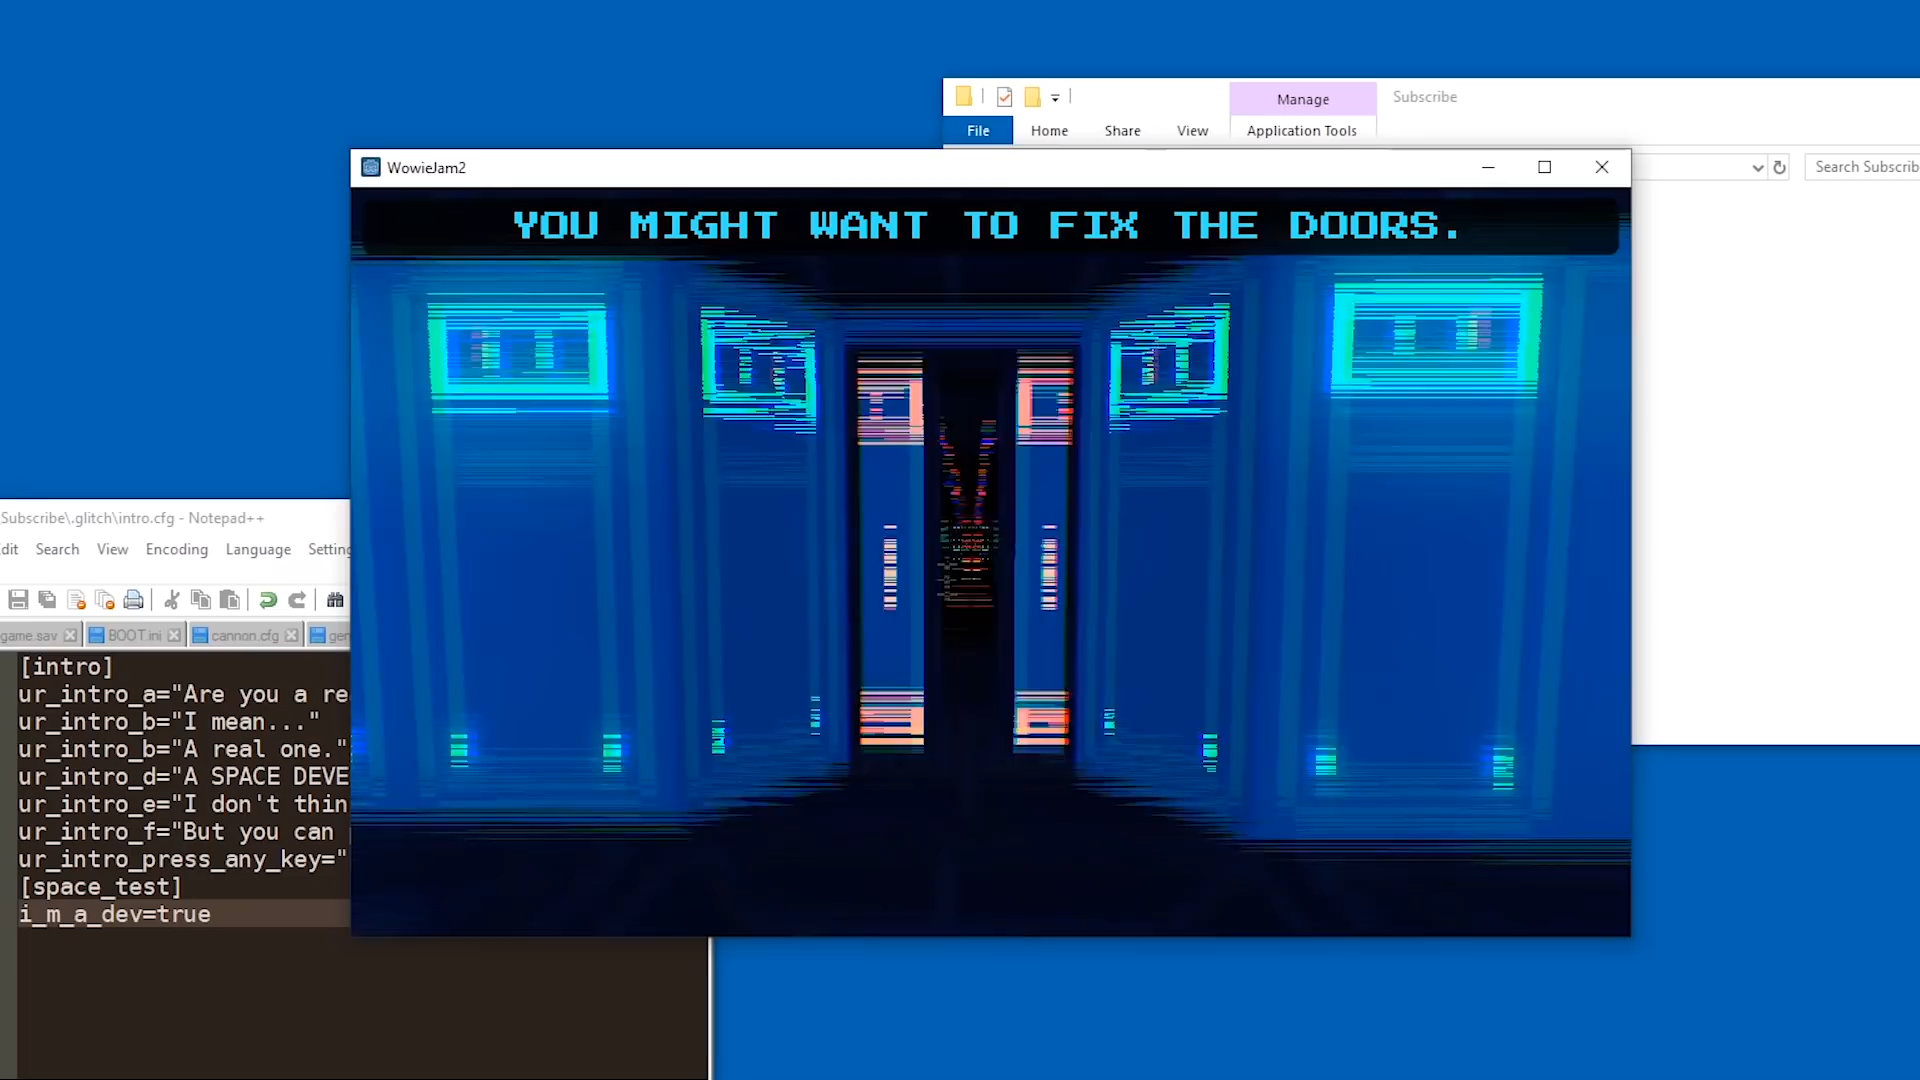 Manage
Subscribe
File
Home
Share
View
Application Tools
WowieJam2
Search Subscrib
YOU MIGHT WANT TO FIX THE DOORS.
Subscribe\.glitch\intro.cfg - Notepad++
dit
Search
View
Encoding
Language
Setting
game.sav
BOOT.ini
cannon.cfg
ger
[intro]
ur_intro_a="Are you a re
ur_intro_b="I mean..."
ur_intro_b="A real one."
ur_intro_d="A SPACE DEVE
ur_intro_e="I don't thin
ur_intro_f="But you can
ur_intro_press_any_key="
[space_test]
i_m_a_dev=true